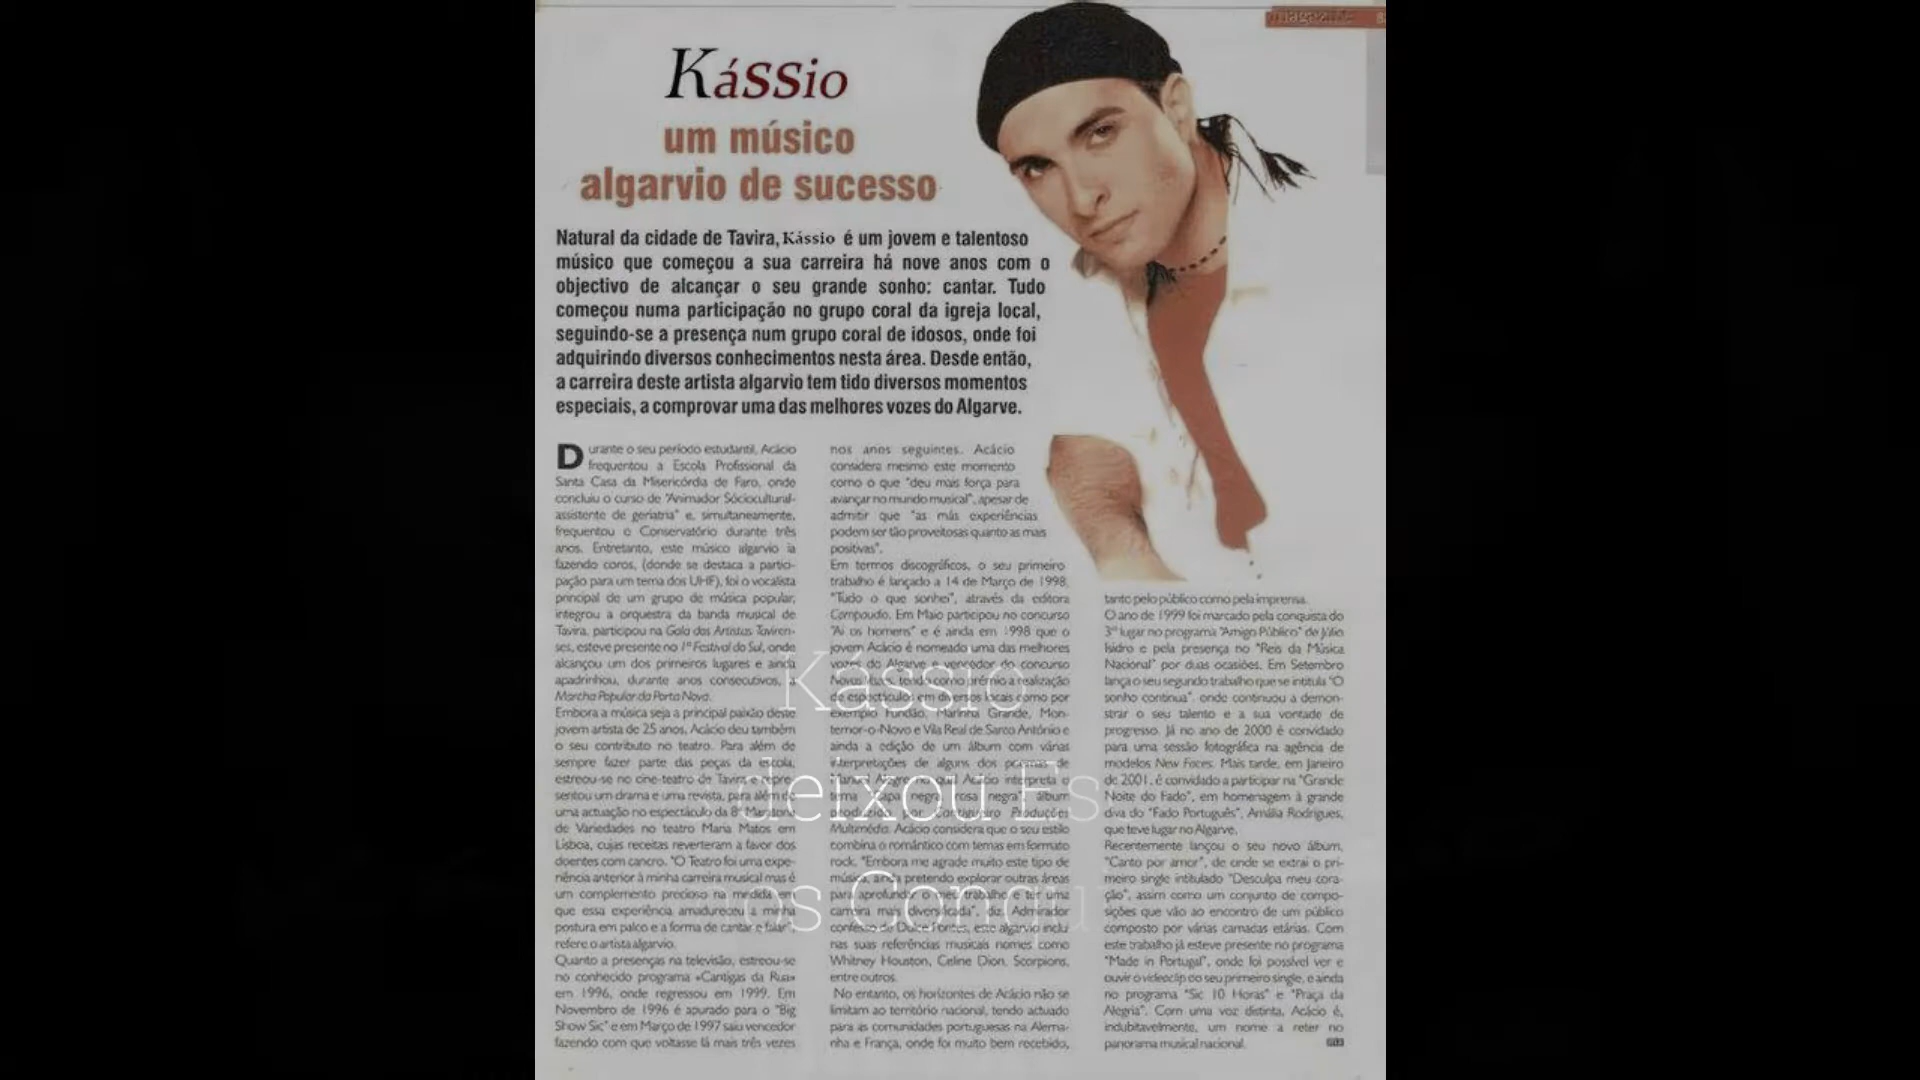 magazine
Kássio
um músico
algarvio de sucesso
Natural da cidade de Tavira, Kássio é um jovem e talentoso
músico que começou a sua carreira há nove anos com o
objectivo de alcançar o seu grande sonho: cantar. Tudo
começou numa participação no grupo coral da igreja local,
seguindo-se a presença num grupo coral de idosos, onde foi
adquirindo diversos conhecimentos nesta área. Desde então,
a carreira deste artista algarvio tem tido diversos momentos
especiais, a comprovar uma das melhores vozes do Algarve.
Durante o seu período estudantil, Acácio
frequentou a Escola Profissional da
Santa Casa da Misericórdia de Faro, onde
concluiu o curso de "Animador Sóciocultural-
assistente de geriatria" e, simultaneamente,
frequentou o Conservatório durante três
anos. Entretanto, este músico algarvio ia
fazendo coros, (donde se destaca a partici-
pação para um tema dos UHF), foi o vocalista
principal de um grupo de música popular,
integrou a orquestra da banda musical de
Tavira, participou na Gala dos Artistas Taviren-
ses, esteve presente no 1º Festival do Sul, onde
alcançou um dos primeiros lugares e ainda
apadrinhou, durante anos consecutivos, a
Marcha Popular da Porta Nova.
Embora a música seja a principal paixão deste
jovem artista de 25 anos, Acácio deu também
o seu contributo no teatro. Para além de
sempre fazer parte das peças da escola,
estreou-se no cine-teatro de Tavira e repre-
sentou um drama e uma revista, para além de
uma actuação no espectáculo da 8ª Maratona
de Variedades no teatro Maria Matos em
Lisboa, cujas receitas reverteram a favor dos
doentes com cancro. "O Teatro foi uma expe-
riência anterior à minha carreira musical mas é
um complemento precioso na medida em
que essa experiência amadureceu a minha
postura em palco e a forma de cantar e falar",
refere o artista algarvio.
Quanto a presenças na televisão, estreou-se
no conhecido programa «Cantigas da Rua»
em 1996, onde regressou em 1999. Em
Novembro de 1996 é apurado para o "Big
Show Sic" e em Março de 1997 saiu vencedor
fazendo com que voltasse lá mais três vezes
nos anos seguintes. Acácio
considera mesmo este momento
como o que "deu mais força para
avançar no mundo musical", apesar de
admitir que "as más experiências
podem ser tão proveitosas quanto as mais
positivas".
Em termos discográficos, o seu primeiro
trabalho é lançado a 14 de Março de 1998,
"Tudo o que sonhei", através da editora
Compaudio. Em Maio participou no concurso
"Ai os homens" e é ainda em 1998 que o
jovem Acácio é nomeado uma das melhores
vozes do Algarve e vencedor do concurso
Novas Vozes, tendo como prémio a realização
de espectáculos em diversos locais como por
exemplo Fundão, Marinha Grande, Mon-
temor-o-Novo e Vila Real de Santo António e
ainda a edição de um álbum com várias
interpretações de alguns dos poemas de
Manuel Alegre no qual Acácio interpreta o
tema "Capa negra, rosa negra", álbum
produzido por Produções
Multimédia. Acácio considera que o seu estilo
combina o romântico com temas em formato
rock. "Embora me agrade muito este tipo de
música, ainda pretendo explorar outras áreas
para aprofundar o meu trabalho e ter uma
carreira mais diversificada". Admirador
confesso de Dulce Pontes, este algarvio inclui
nas suas referências musicais nomes como
Whitney Houston, Celine Dion, Scorpions,
entre outros.
No entanto, os horizontes de Acácio não se
limitam ao território nacional, tendo actuado
para as comunidades portuguesas na Alema-
nha e França, onde foi muito bem recebido,
tanto pelo público como pela imprensa.
O ano de 1999 foi marcado pela conquista do
3º lugar no programa "Amigo Público" de Júlio
Isidro e pela presença no "Reis da Música
Nacional" por duas ocasiões. Em Setembro
lança o seu segundo trabalho que se intitula "O
sonho continua", onde continuou a demon-
strar o seu talento e a sua vontade de
progresso. Já no ano de 2000 é convidado
para uma sessão fotográfica na agência de
modelos New Faces. Mais tarde, em Janeiro
de 2001, é convidado a participar na "Grande
Noite do Fado", em homenagem à grande
diva do "Fado Português", Amália Rodrigues,
que teve lugar no Algarve.
Recentemente lançou o seu novo álbum,
"Canto por amor", de onde se extrai o pri-
meiro single intitulado "Desculpa meu cora-
ção", assim como um conjunto de compo-
sições que vão ao encontro de um público
composto por várias camadas etárias. Com
este trabalho já esteve presente no programa
"Made in Portugal", onde foi possível ver e
ouvir o videoclip do seu primeiro single, e ainda
no programa "Sic 10 Horas" e "Praça da
Alegria". Com uma voz distinta, Acácio é,
indubitavelmente, um nome a reter no
panorama musical nacional.
Kássio
deixou Es
nos Conqui